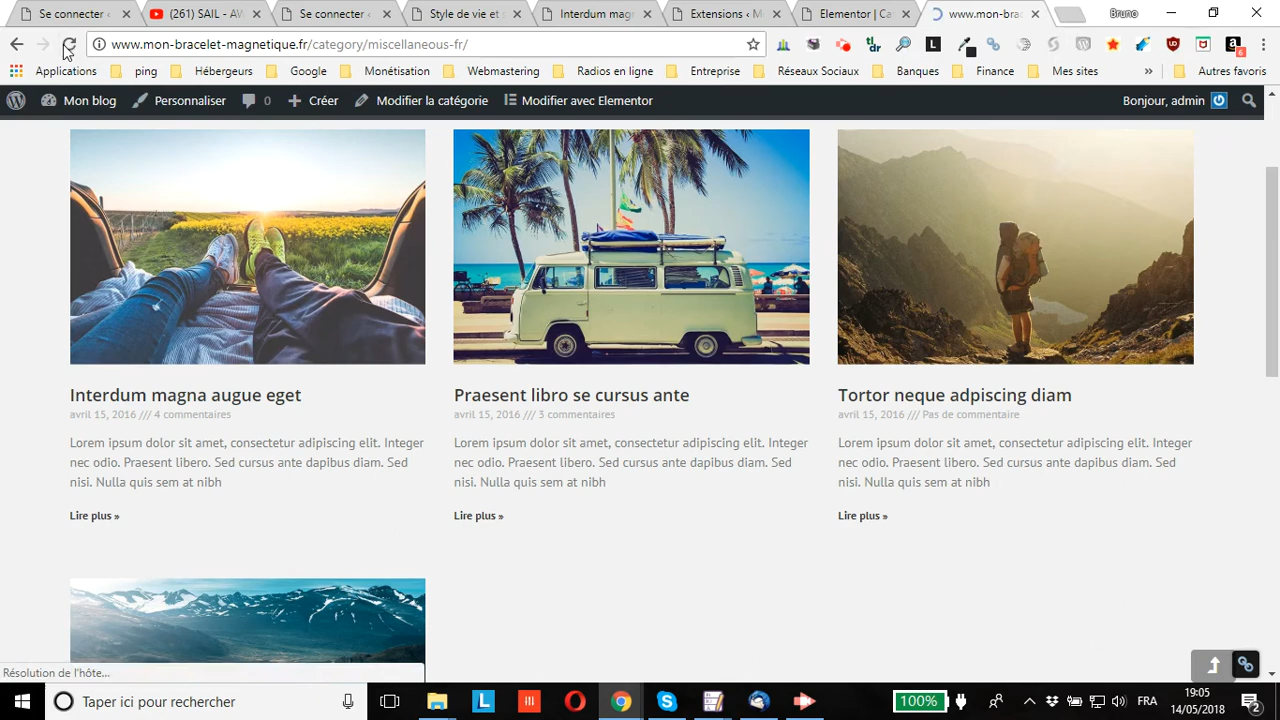 Se connecter ‹
(261) SAIL - AW
Se connecter ‹
Style de vie et
Interdum mag
Extensions ‹ M
Elementor | Ca
www.mon-brac
Bruno
www.mon-bracelet-magnetique.fr/category/miscellaneous-fr/
tldr
L
UD
a
6
Applications
ping
Hébergeurs
Google
Monétisation
Webmastering
Radios en ligne
Entreprise
Réseaux Sociaux
Banques
Finance
Mes sites
»
Autres favoris
Mon blog
Personnaliser
0
Créer
Modifier la catégorie
Modifier avec Elementor
Bonjour, admin
Interdum magna augue eget
avril 15, 2016 /// 4 commentaires
Lorem ipsum dolor sit amet, consectetur adipiscing elit. Integer
nec odio. Praesent libero. Sed cursus ante dapibus diam. Sed
nisi. Nulla quis sem at nibh
Lire plus »
Praesent libro se cursus ante
avril 15, 2016 /// 3 commentaires
Lorem ipsum dolor sit amet, consectetur adipiscing elit. Integer
nec odio. Praesent libero. Sed cursus ante dapibus diam. Sed
nisi. Nulla quis sem at nibh
Lire plus »
Tortor neque adpiscing diam
avril 15, 2016 /// Pas de commentaire
Lorem ipsum dolor sit amet, consectetur adipiscing elit. Integer
nec odio. Praesent libero. Sed cursus ante dapibus diam. Sed
nisi. Nulla quis sem at nibh
Lire plus »
Résolution de l'hôte...
Taper ici pour rechercher
L
100%
FRA
19:05
14/05/2018
2